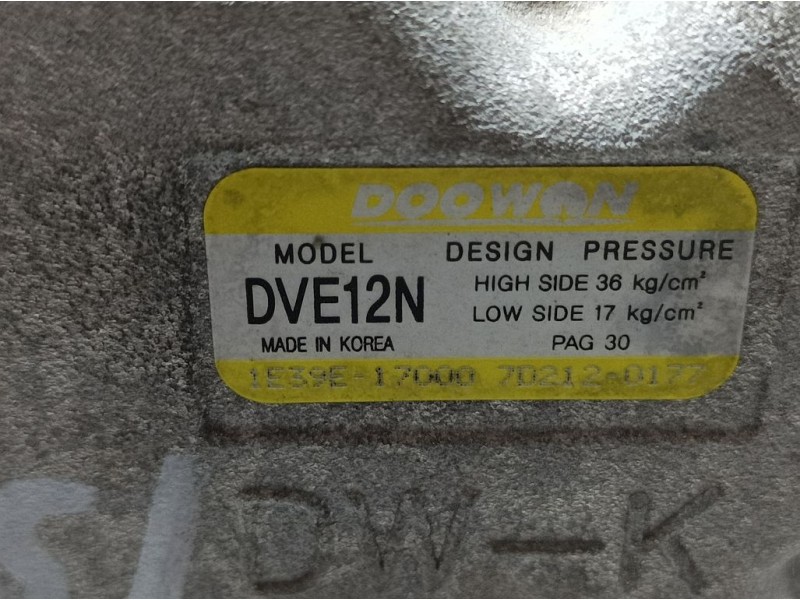 DOOWON
MODEL DESIGN PRESSURE
DVE12N HIGH SIDE 36 kg/cm²
LOW SIDE 17 kg/cm²
MADE IN KOREA PAG 30
1E39E-17000 7D212-0177
DW-K